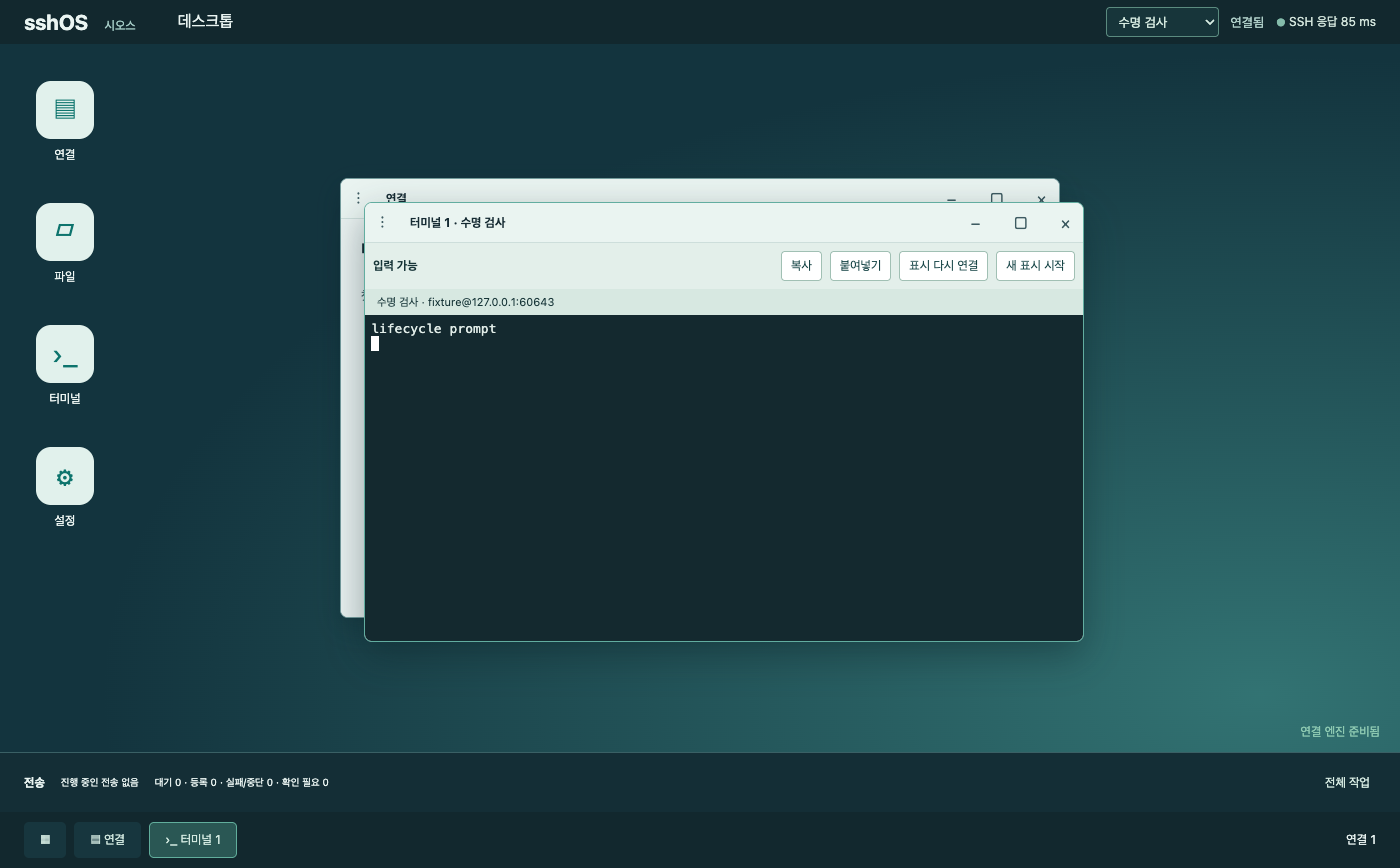 sshOS 시오스 데스크톱 수명 검사 연결됨 SSH 응답 85 ms
연결
파일
터미널
설정
연결
터미널 1 · 수명 검사
입력 가능 복사 붙여넣기 표시 다시 연결 새 표시 시작
수명 검사 · fixture@127.0.0.1:60643
lifecycle prompt
연결 엔진 준비됨
전송 진행 중인 전송 없음 대기 0 · 등록 0 · 실패/중단 0 · 확인 필요 0 전체 작업
연결 ›_ 터미널 1 연결 1